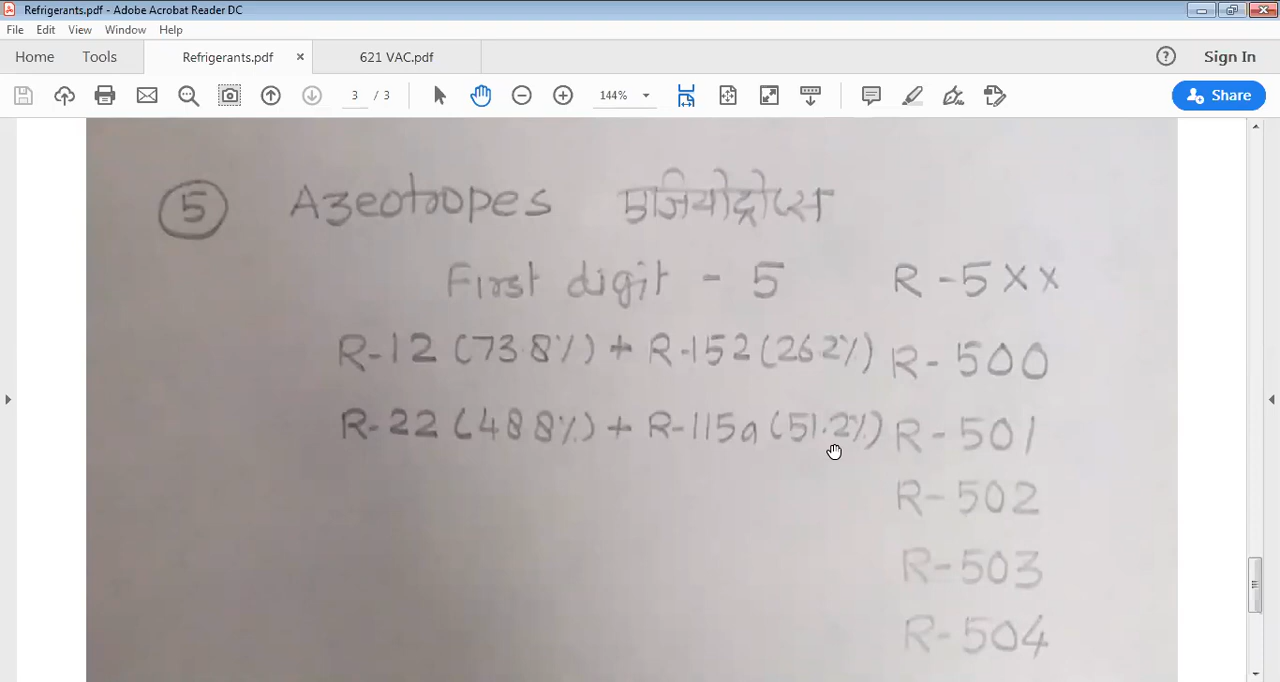 Refrigerants.pdf - Adobe Acrobat Reader DC
File Edit View Window Help
Home Tools Refrigerants.pdf × 621 VAC.pdf Sign In
3 / 3 144% Share
5 Azeotropes एजियोट्रोप्स
First digit - 5 R-5XX
R-12 (73.8%) + R-152 (26.2%) R-500
R-22 (48.8%) + R-115a (51.2%) R-501
R-502
R-503
R-504